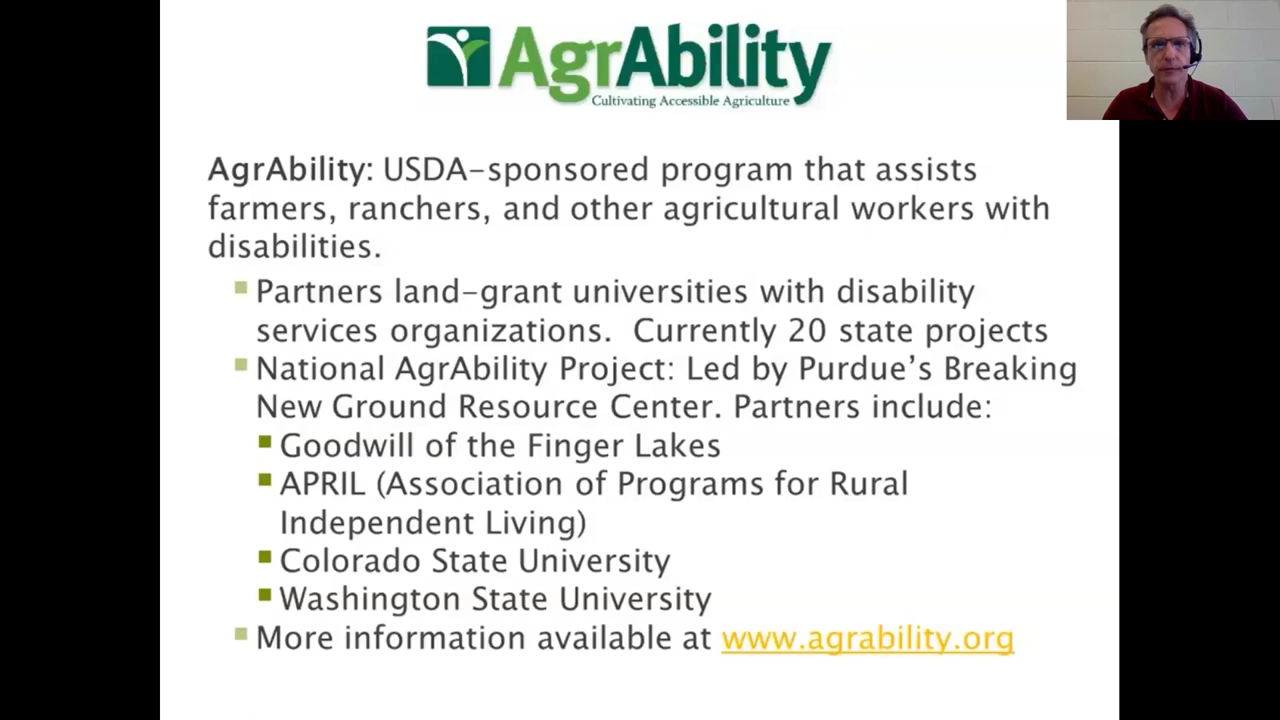 AgrAbility
Cultivating Accessible Agriculture
AgrAbility: USDA-sponsored program that assists
farmers, ranchers, and other agricultural workers with
disabilities.
Partners land-grant universities with disability
services organizations. Currently 20 state projects
National AgrAbility Project: Led by Purdue’s Breaking
New Ground Resource Center. Partners include:
Goodwill of the Finger Lakes
APRIL (Association of Programs for Rural
Independent Living)
Colorado State University
Washington State University
More information available at www.agrability.org